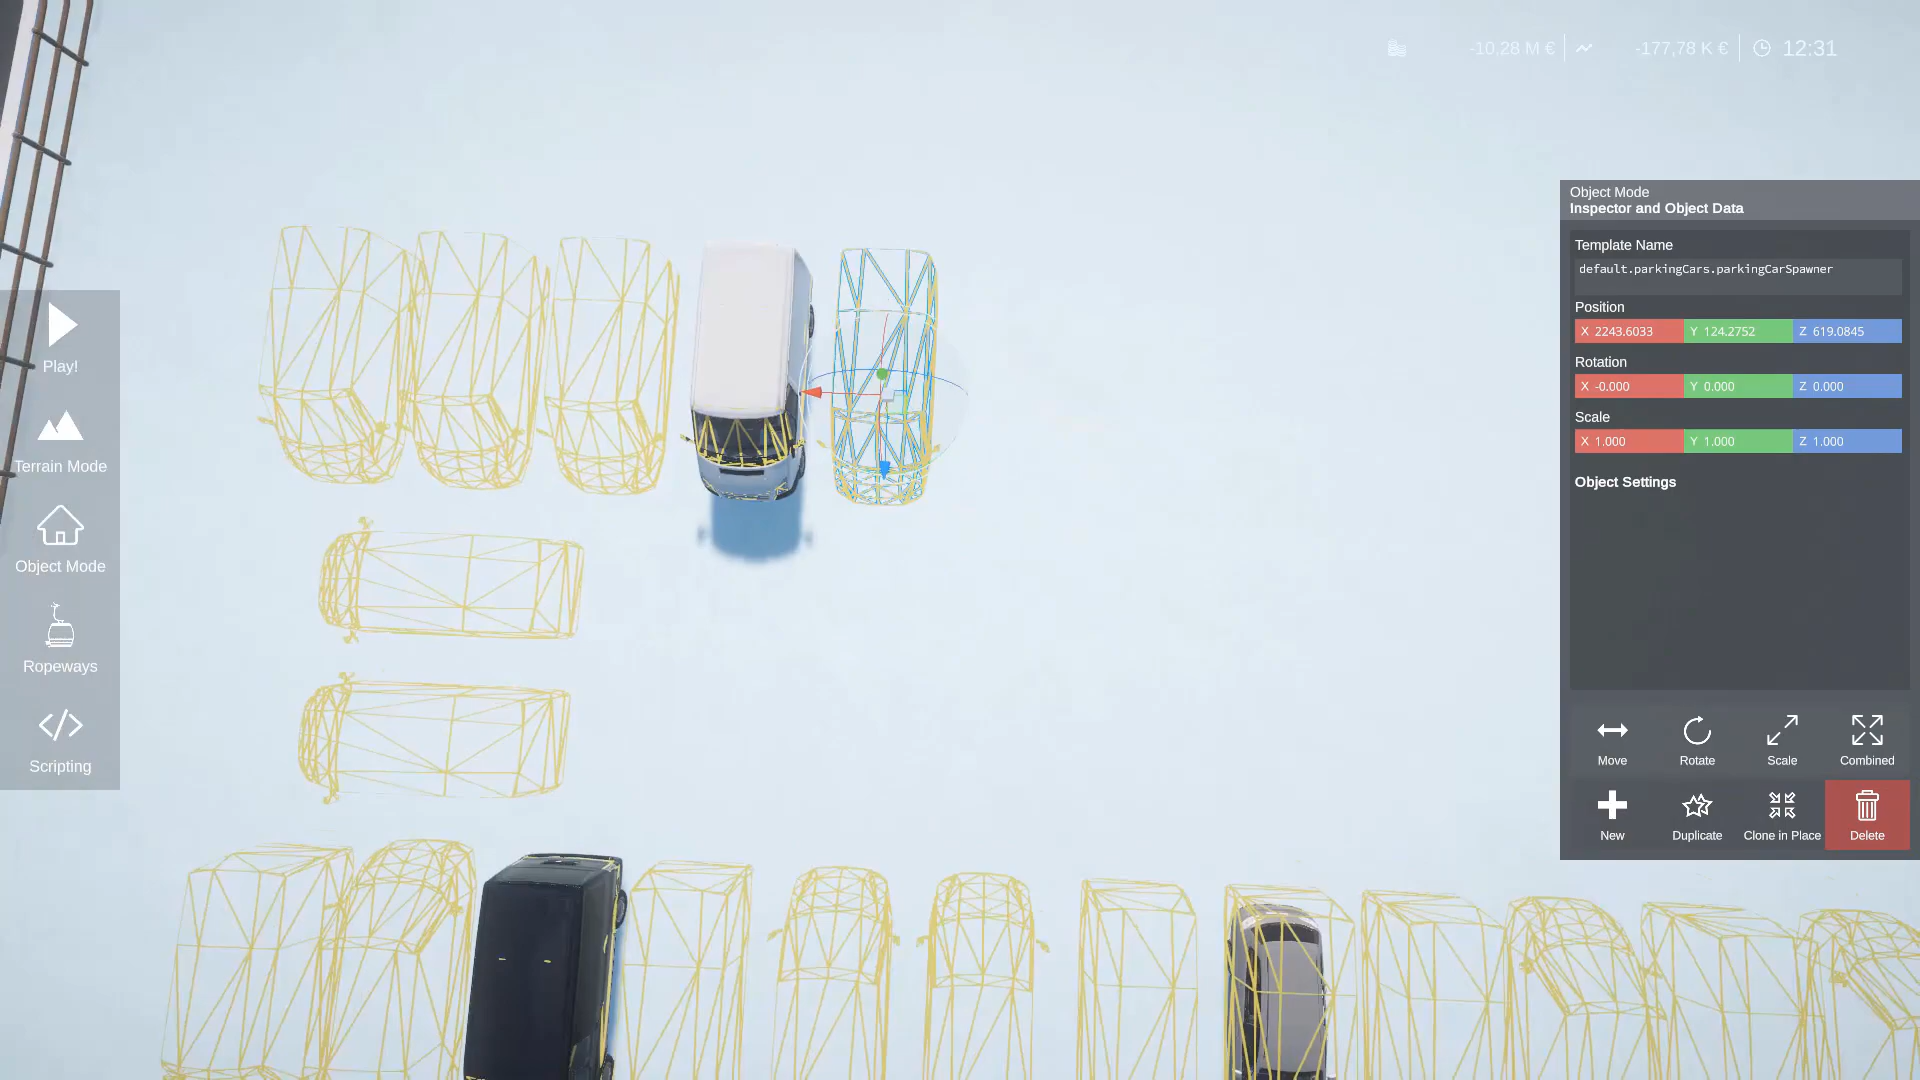 -10,28 M €
-177,78 K €
12:31
Object Mode
Inspector and Object Data
Template Name
default.parkingCars.parkingCarSpawner
Position
X 2243.6033 Y 124.2752 Z 619.0845
Rotation
X -0.000 Y 0.000 Z 0.000
Scale
X 1.000 Y 1.000 Z 1.000
Object Settings
Move Rotate Scale Combined
New Duplicate Clone in Place Delete
Play!
Terrain Mode
Object Mode
Ropeways
Scripting